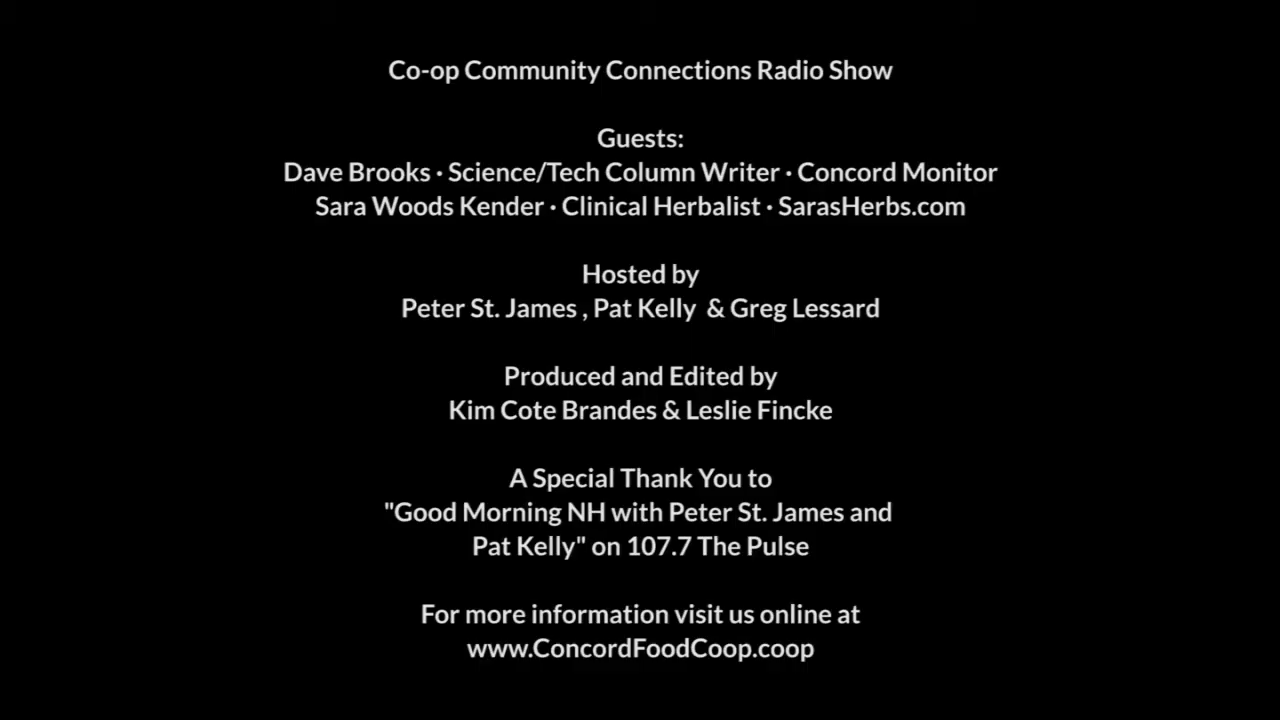 Co-op Community Connections Radio Show
Guests:
Dave Brooks · Science/Tech Column Writer · Concord Monitor
Sara Woods Kender · Clinical Herbalist · SarasHerbs.com
Hosted by
Peter St. James , Pat Kelly  & Greg Lessard
Produced and Edited by
Kim Cote Brandes & Leslie Fincke
A Special Thank You to
"Good Morning NH with Peter St. James and
Pat Kelly" on 107.7 The Pulse
For more information visit us online at
www.ConcordFoodCoop.coop